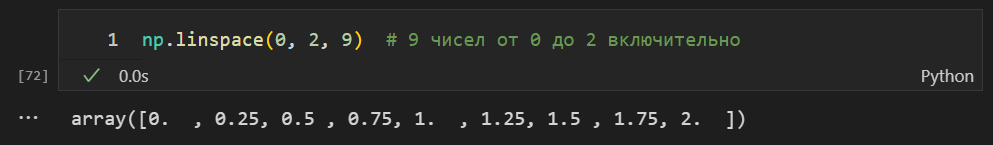 1 np.linspace(0, 2, 9)  # 9 чисел от 0 до 2 включительно
[72] ✓ 0.0s Python
... array([0.  , 0.25, 0.5 , 0.75, 1.  , 1.25, 1.5 , 1.75, 2.  ])